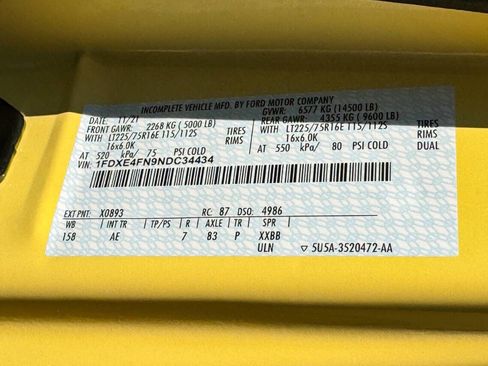 INCOMPLETE VEHICLE MFD. BY FORD MOTOR COMPANY
11/21 GVWR: 6577 KG (14500 LB)
FRONT GAWR: 2268 KG (5000 LB) REAR GAWR: 4355 KG (9600 LB)
WITH LT225/75R16E 115/112S TIRES WITH LT225/75R16E 115/112S TIRES
16x6.0K RIMS 16x6.0K RIMS
AT 520 kPa/ 75 PSI COLD AT 550 kPa/ 80 PSI COLD DUAL
VIN: 1FDXE4FN9NDC34434
EXT PNT: X0893 RC: 87 DSO: 4986
WB INT TR R AXLE TR SPR
158 AE 7 83 P XXBB
ULN ▽ 5U5A-3520472-AA